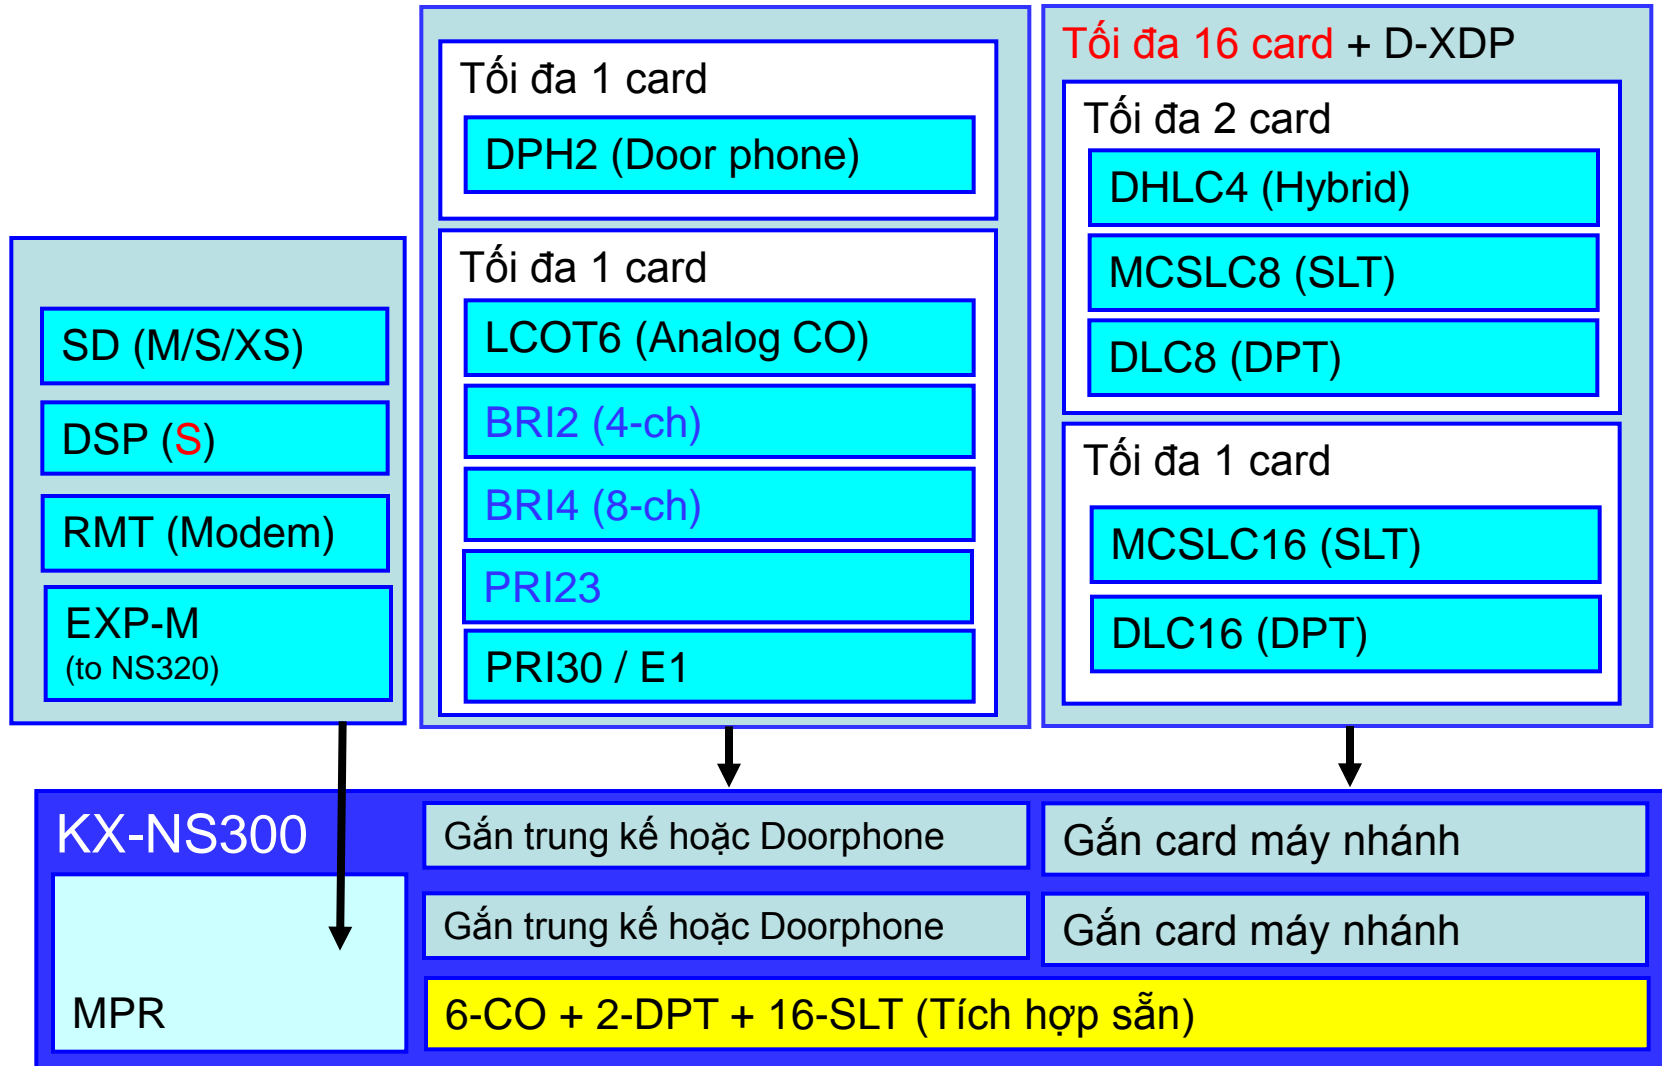 SD (M/S/XS)
DSP (S)
RMT (Modem)
EXP-M
(to NS320)
Tối đa 1 card
DPH2 (Door phone)
Tối đa 1 card
LCOT6 (Analog CO)
BRI2 (4-ch)
BRI4 (8-ch)
PRI23
PRI30 / E1
Tối đa 16 card + D-XDP
Tối đa 2 card
DHLC4 (Hybrid)
MCSLC8 (SLT)
DLC8 (DPT)
Tối đa 1 card
MCSLC16 (SLT)
DLC16 (DPT)
KX-NS300
MPR
Gắn trung kế hoặc Doorphone
Gắn card máy nhánh
Gắn trung kế hoặc Doorphone
Gắn card máy nhánh
6-CO + 2-DPT + 16-SLT (Tích hợp sẵn)